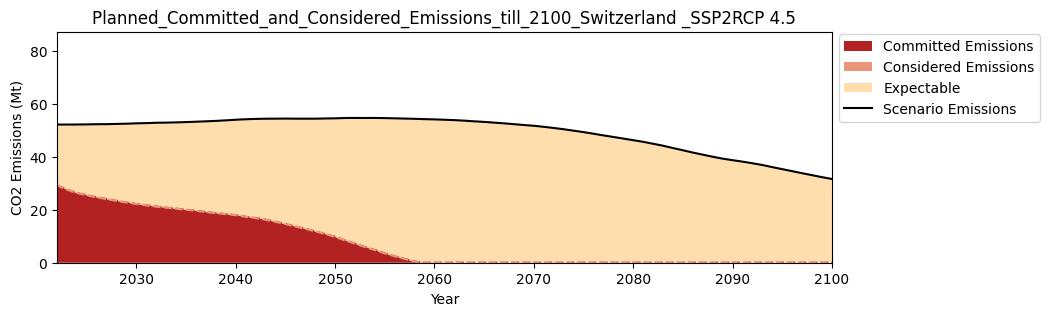 Planned_Committed_and_Considered_Emissions_till_2100_Switzerland _SSP2RCP 4.5
Committed Emissions
Considered Emissions
Expectable
Scenario Emissions
CO2 Emissions (Mt)
80
60
40
20
0
2030 2040 2050 2060 2070 2080 2090 2100
Year